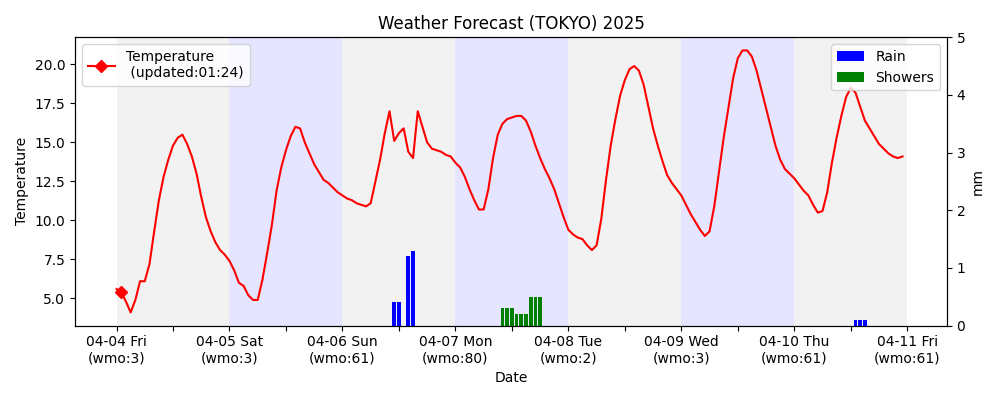 Weather Forecast (TOKYO) 2025
Temperature
(updated:01:24)
Rain
Showers
20.0
17.5
15.0
12.5
10.0
7.5
5.0
Temperature
5
4
3
2
1
0
mm
04-04 Fri
(wmo:3)
04-05 Sat
(wmo:3)
04-06 Sun
(wmo:61)
04-07 Mon
(wmo:80)
04-08 Tue
(wmo:2)
04-09 Wed
(wmo:3)
04-10 Thu
(wmo:61)
04-11 Fri
(wmo:61)
Date